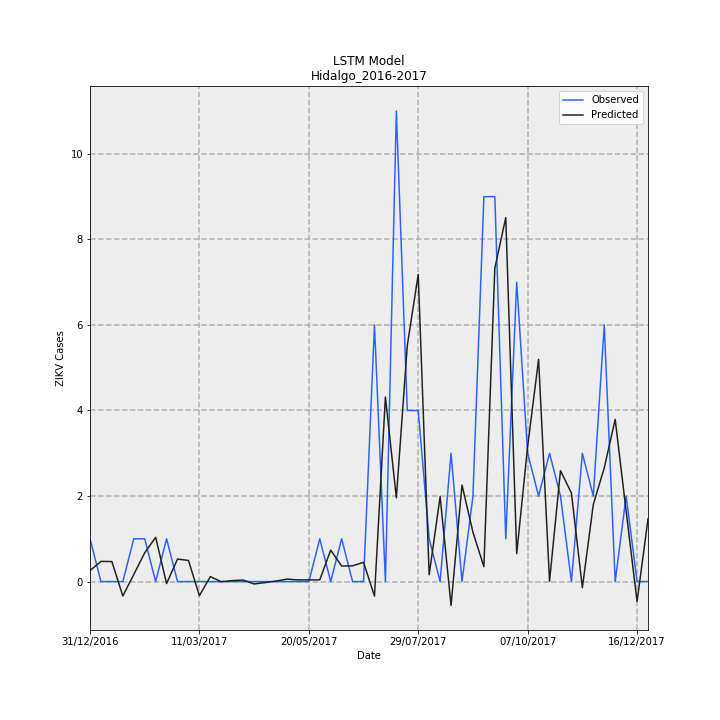 LSTM Model
Hidalgo_2016-2017
Observed
Predicted
ZIKV Cases
10
8
6
4
2
0
31/12/2016
11/03/2017
20/05/2017
29/07/2017
07/10/2017
16/12/2017
Date